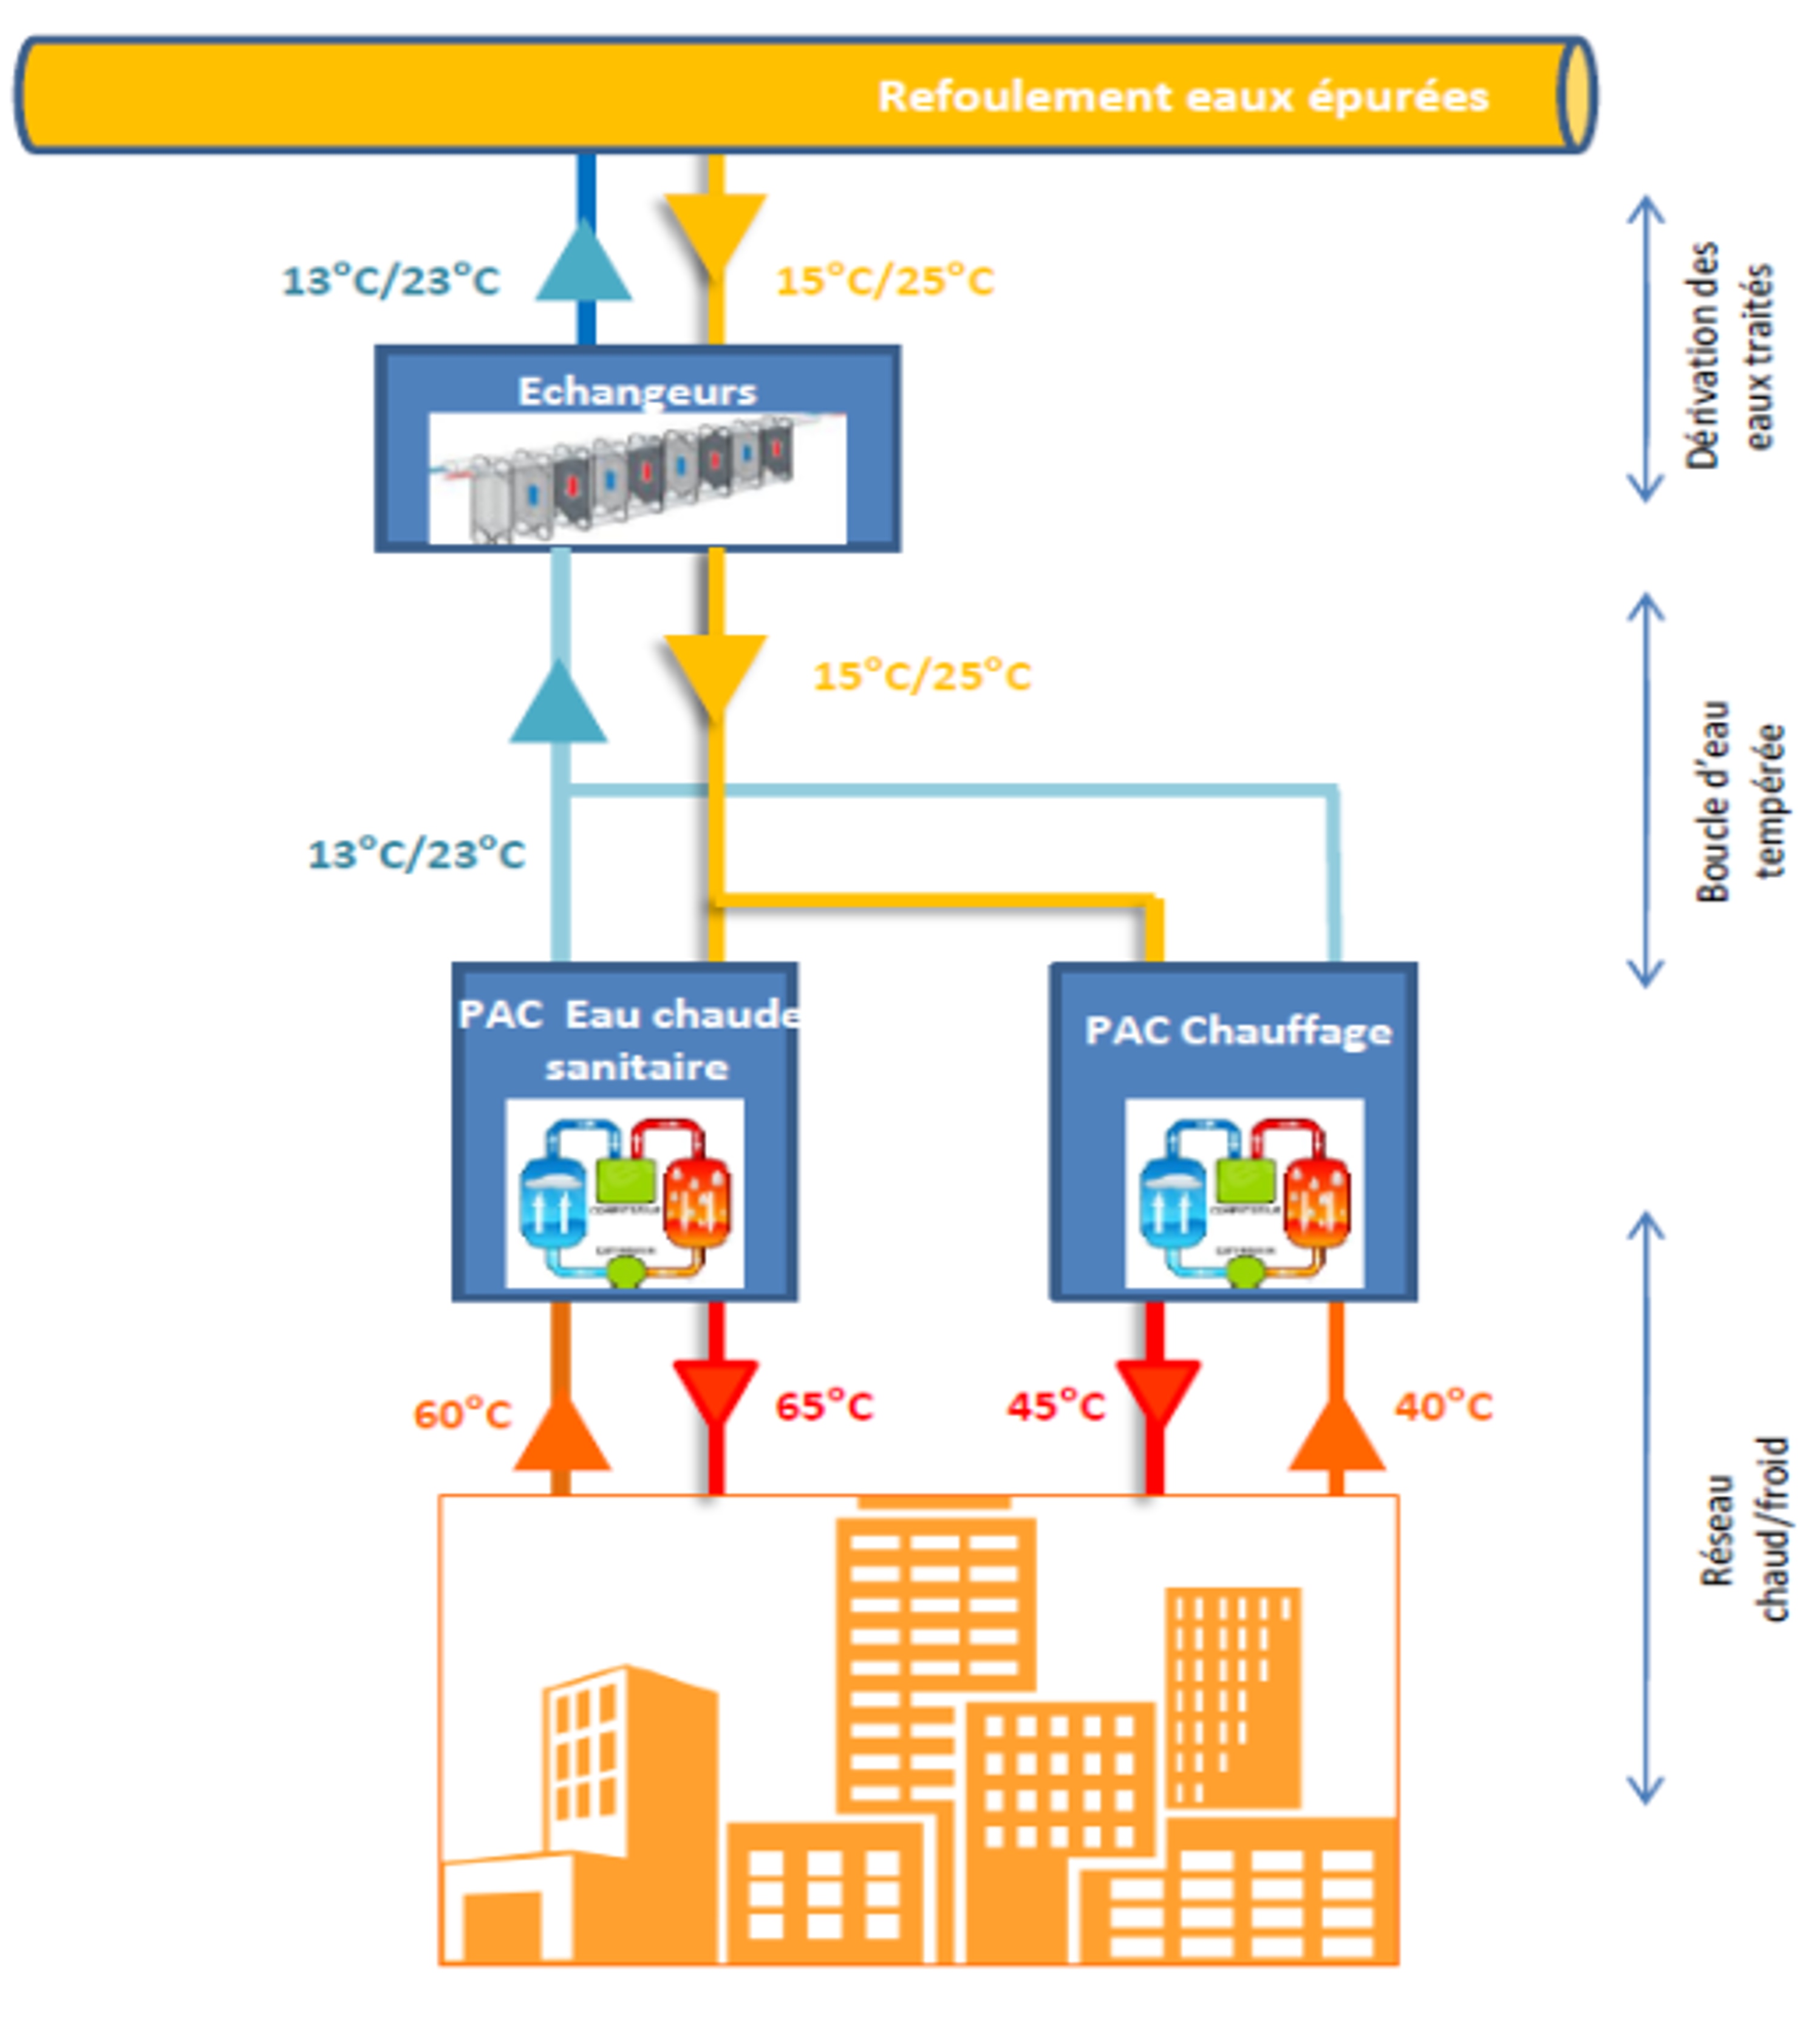 Refoulement eaux épurées
13°C/23°C
15°C/25°C
Dérivation des
eaux traités
Echangeurs
15°C/25°C
13°C/23°C
Boucle d'eau
tempérée
PAC Eau chaude
sanitaire
PAC Chauffage
60°C
65°C
45°C
40°C
Réseau
chaud/froid